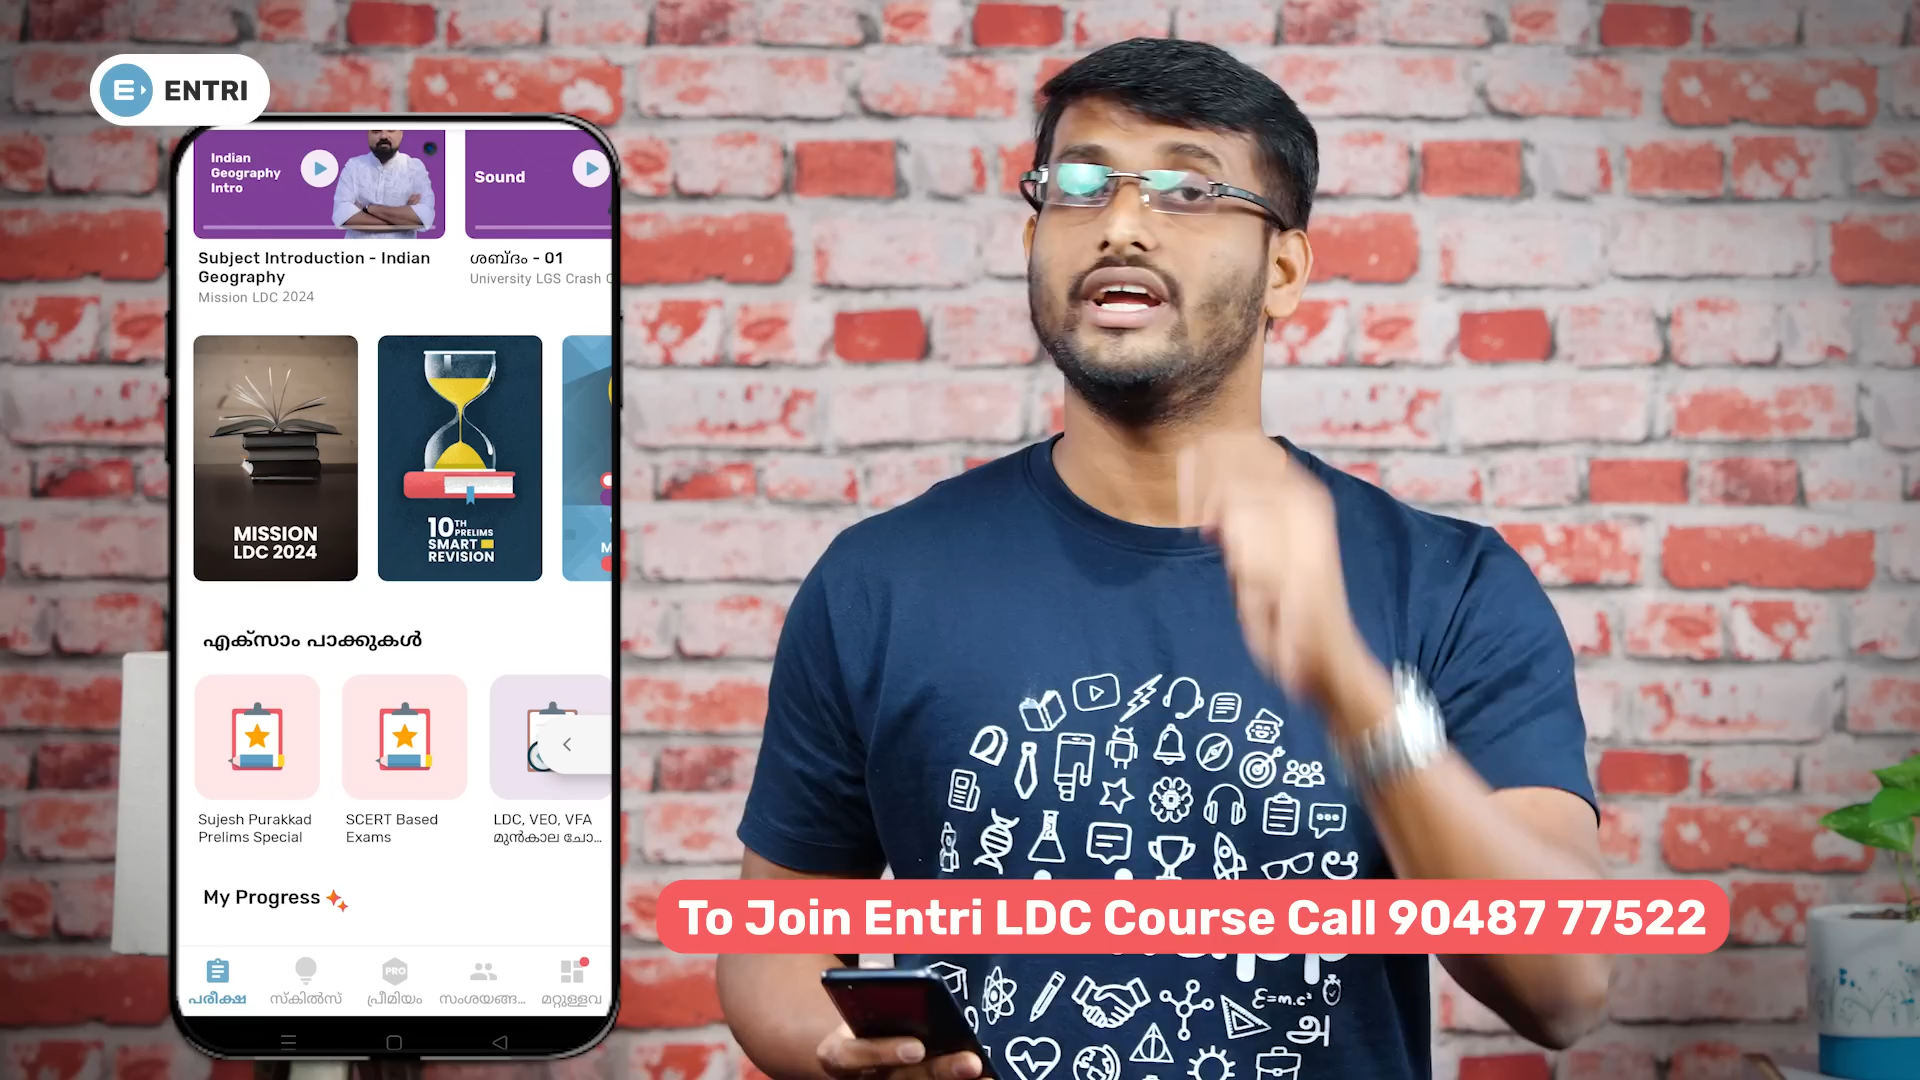 ENTRI
Indian
Geography
Intro
Sound
Subject Introduction - Indian
Geography
Mission LDC 2024
ശബ്ദം - 01
University LGS Crash
MISSION
LDC 2024
10TH
PRELIMS
SMART
REVISION
എക്സാം പാക്കുകൾ
Sujesh Purakkad
Prelims Special
SCERT Based
Exams
LDC, VEO, VFA
മുൻകാല ചോ...
My Progress
പരീക്ഷ
സ്കിൽസ്
PRO
പ്രീമിയം
സംശയങ്ങ...
മറ്റുള്ളവ
To Join Entri LDC Course Call 90487 77522
E=m.c²
അ